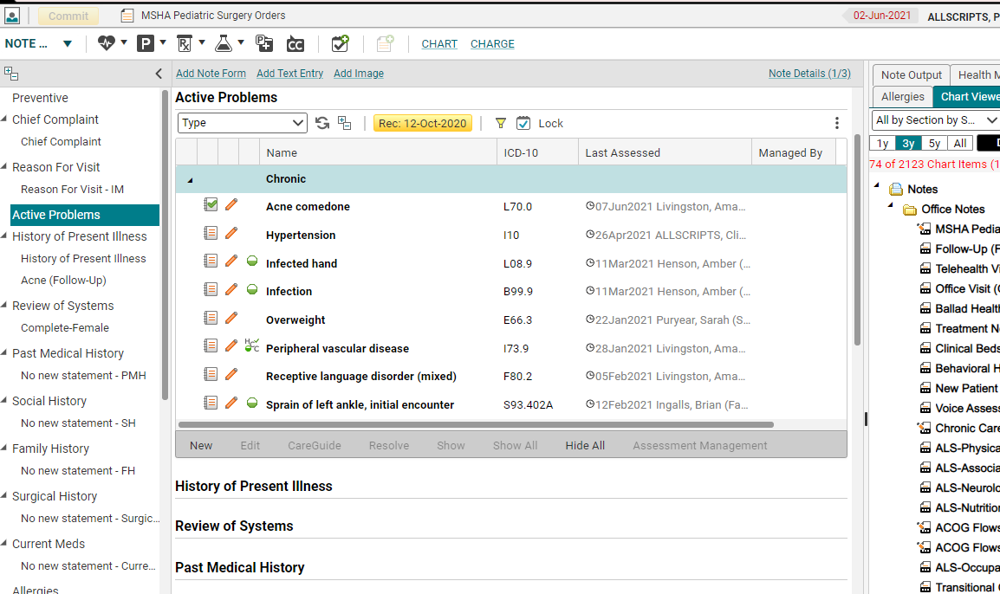 Commit MSHA Pediatric Surgery Orders 02-Jun-2021 ALLSCRIPTS, P
NOTE ... P Rx CC CHART CHARGE
Add Note Form Add Text Entry Add Image Note Details (1/3)
Preventive
Chief Complaint
Chief Complaint
Reason For Visit
Reason For Visit - IM
Active Problems
History of Present Illness
History of Present Illness
Acne (Follow-Up)
Review of Systems
Complete-Female
Past Medical History
No new statement - PMH
Social History
No new statement - SH
Family History
No new statement - FH
Surgical History
No new statement - Surgic...
Current Meds
No new statement - Curre...
Allergies
Active Problems
Type Rec: 12-Oct-2020 Lock
Name ICD-10 Last Assessed Managed By
Chronic
Acne comedone L70.0 07Jun2021 Livingston, Ama...
Hypertension I10 26Apr2021 ALLSCRIPTS, Cli...
Infected hand L08.9 11Mar2021 Henson, Amber (...
Infection B99.9 11Mar2021 Henson, Amber (...
Overweight E66.3 22Jan2021 Puryear, Sarah (S...
HCC Peripheral vascular disease I73.9 28Jan2021 Livingston, Ama...
Receptive language disorder (mixed) F80.2 05Feb2021 Livingston, Ama...
Sprain of left ankle, initial encounter S93.402A 12Feb2021 Ingalls, Brian (Fa...
New Edit CareGuide Resolve Show Show All Hide All Assessment Management
History of Present Illness
Review of Systems
Past Medical History
Note Output Health M
Allergies Chart Viewe
All by Section by S...
1y 3y 5y All D
74 of 2123 Chart Items (1
Notes
Office Notes
MSHA Pedia
Follow-Up (F
Telehealth Vi
Office Visit (
Ballad Healt
Treatment N
Clinical Beds
Behavioral H
New Patient
Voice Assess
Chronic Care
ALS-Physica
ALS-Associa
ALS-Neurolo
ALS-Nutrition
ACOG Flows
ACOG Flows
ALS-Occupa
Transitional